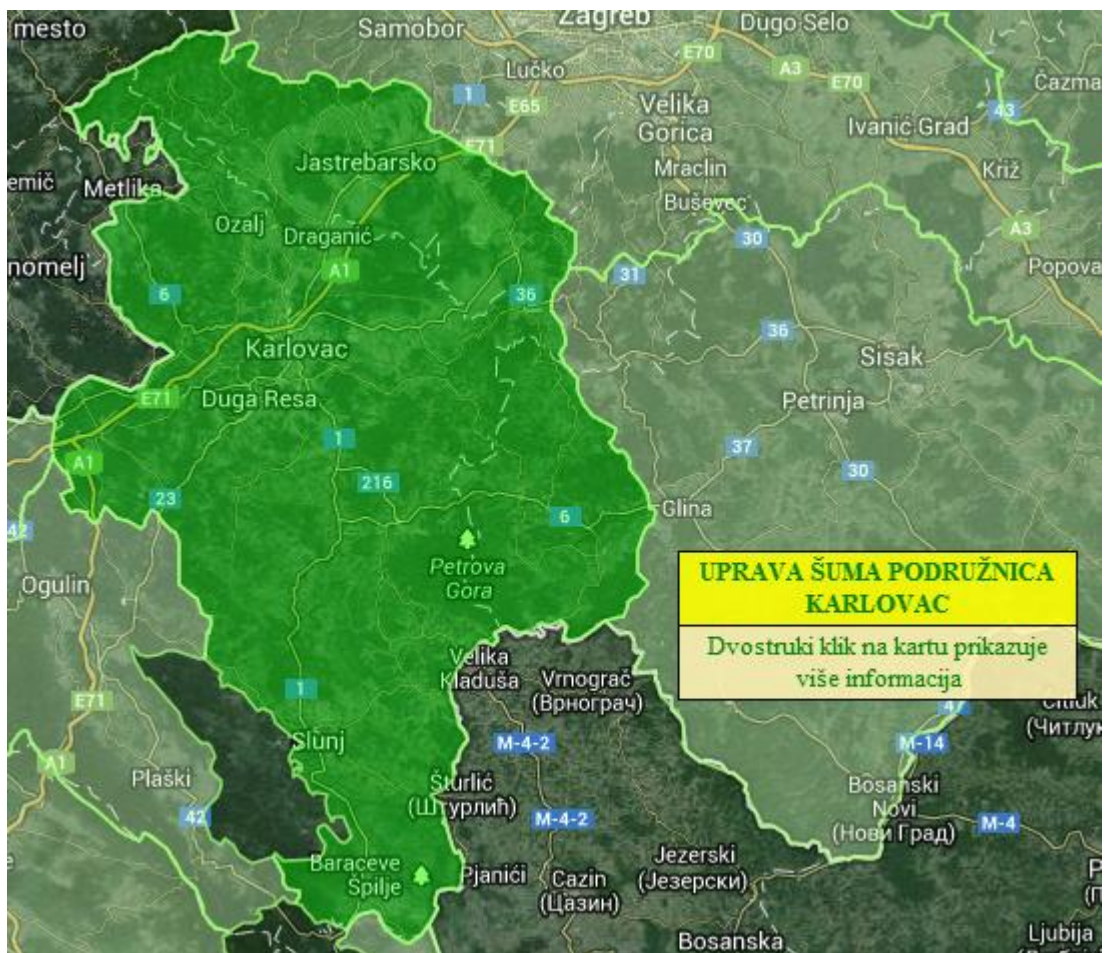 mesto
Samobor
Zagreb
Dugo Selo
E70
A3
E70
Lučko
Čazma
1
E65
Velika
Gorica
43
Ivanić Grad
E71
Jastrebarsko
Mraclin
Križ
emič
Metlika
Buševec
Ozalj
Draganić
30
A3
nomelj
A1
31
Popova
6
36
36
Karlovac
Sisak
E71
Duga Resa
Petrinja
1
37
A1
30
216
23
6
Glina
42
Petrova
Gora
Ogulin
UPRAVA ŠUMA PODRUŽNICA
KARLOVAC
Dvostruki klik na kartu prikazuje
više informacija
Velika
Kladuša
Vrnograč
(Врнограч)
1
E71
47
Čitluk
(Читлук
Slunj
M-4-2
M-14
A1
Plaški
Šturlić
(Штурлић)
Bosanski
Novi
(Нови Град)
42
M-4-2
M-4
Baraceve
Špilje
Pjanići
Cazin
(Цазин)
Jezerski
(Језерски)
Bosanska
Ljubija